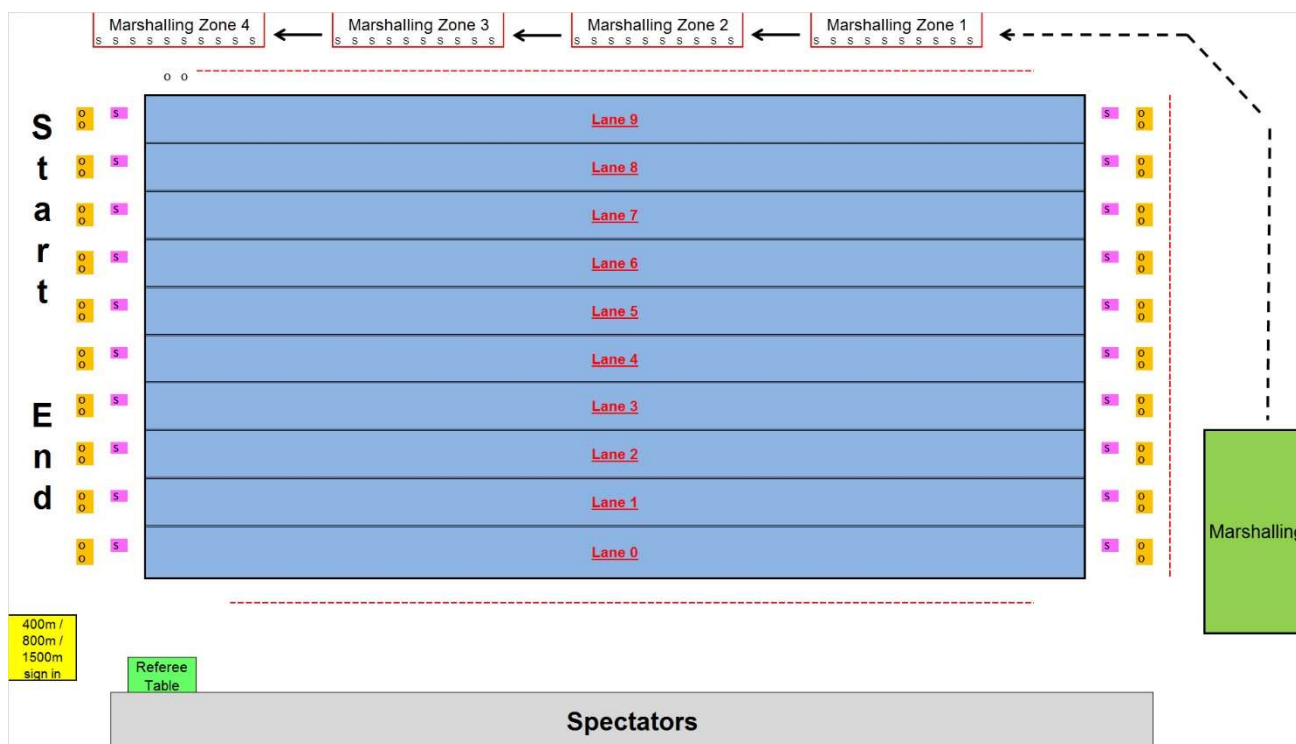 Marshalling Zone 4
S S S S S S S S S S
Marshalling Zone 3
S S S S S S S S S S
Marshalling Zone 2
S S S S S S S S S S
Marshalling Zone 1
S S S S S S S S S S
o o
Start
End
o
o
S
Lane 9
S
o
o
o
o
S
Lane 8
S
o
o
o
o
S
Lane 7
S
o
o
o
o
S
Lane 6
S
o
o
o
o
S
Lane 5
S
o
o
o
o
S
Lane 4
S
o
o
o
o
S
Lane 3
S
o
o
o
o
S
Lane 2
S
o
o
o
o
S
Lane 1
S
o
o
o
o
S
Lane 0
S
o
o
Marshalling
400m /
800m /
1500m
sign in
Referee
Table
Spectators